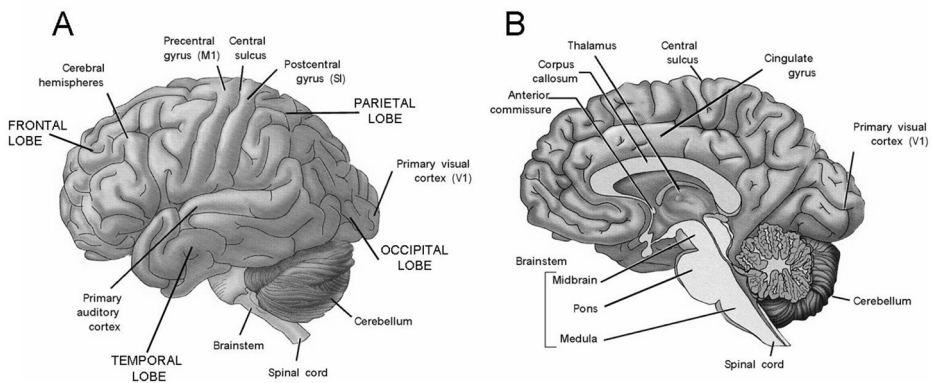 A
Precentral
gyrus (M1)
Central
sulcus
Postcentral
gyrus (SI)
Cerebral
hemispheres
PARIETAL
LOBE
FRONTAL
LOBE
Primary visual
cortex (V1)
OCCIPITAL
LOBE
Primary
auditory
cortex
Cerebellum
Brainstem
TEMPORAL
LOBE
Spinal cord
B
Thalamus
Corpus
callosum
Anterior
commissure
Central
sulcus
Cingulate
gyrus
Primary visual
cortex (V1)
Brainstem
Midbrain
Pons
Medula
Cerebellum
Spinal cord